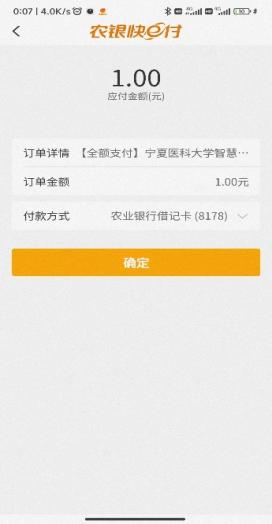 0:07 | 4.0K/s
农银快e付
1.00
应付金额(元)
订单详情 【全额支付】宁夏医科大学智慧…
订单金额 1.00元
付款方式 农业银行借记卡 (8178)
确定